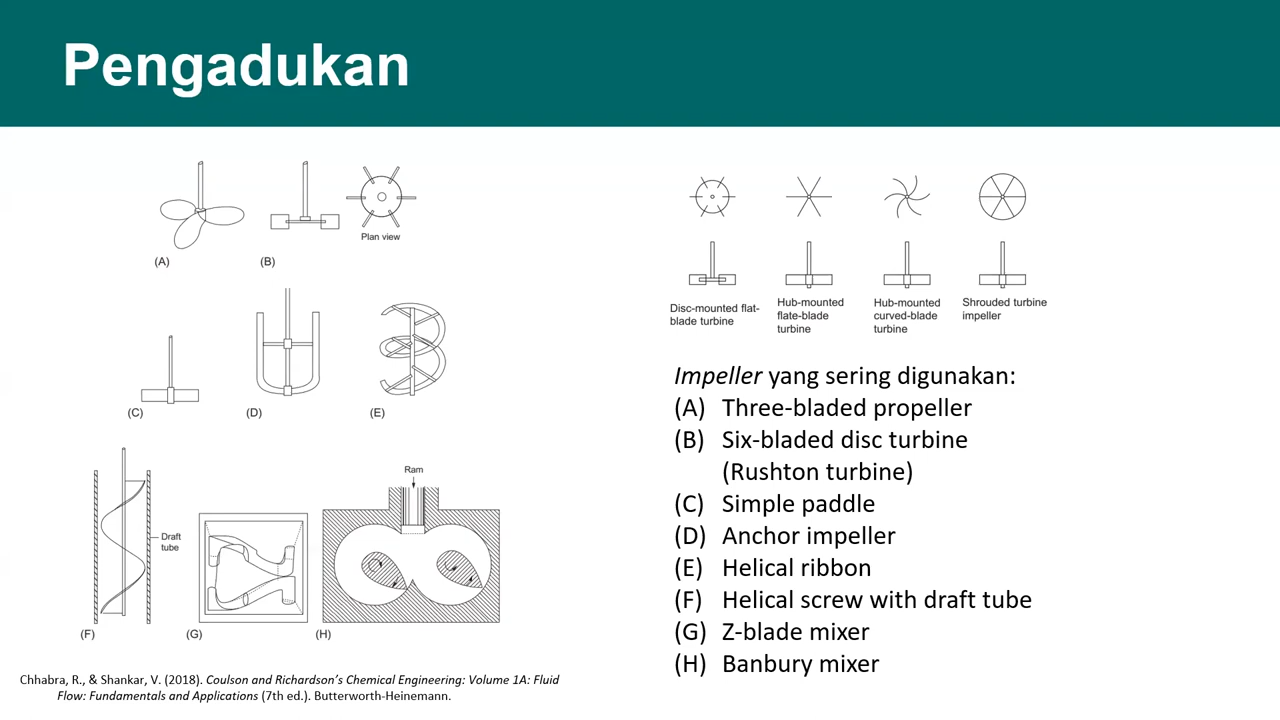 Pengadukan
Plan view
(A)
(B)
(C)
(D)
(E)
Ram
Draft
tube
(F)
(G)
(H)
Disc-mounted flat-
blade turbine
Hub-mounted
flate-blade
turbine
Hub-mounted
curved-blade
turbine
Shrouded turbine
impeller
Impeller yang sering digunakan:
(A) Three-bladed propeller
(B) Six-bladed disc turbine
(Rushton turbine)
(C) Simple paddle
(D) Anchor impeller
(E) Helical ribbon
(F) Helical screw with draft tube
(G) Z-blade mixer
(H) Banbury mixer
Chhabra, R., & Shankar, V. (2018). Coulson and Richardson’s Chemical Engineering: Volume 1A: Fluid
Flow: Fundamentals and Applications (7th ed.). Butterworth-Heinemann.